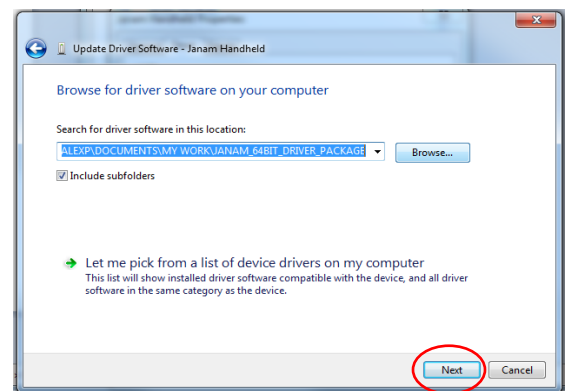 Janam Handheld Properties
Update Driver Software - Janam Handheld
Browse for driver software on your computer
Search for driver software in this location:
ALEXP\DOCUMENTS\MY WORK\JANAM_64BIT_DRIVER_PACKAGE
Browse...
Include subfolders
Let me pick from a list of device drivers on my computer
This list will show installed driver software compatible with the device, and all driver
software in the same category as the device.
Next Cancel